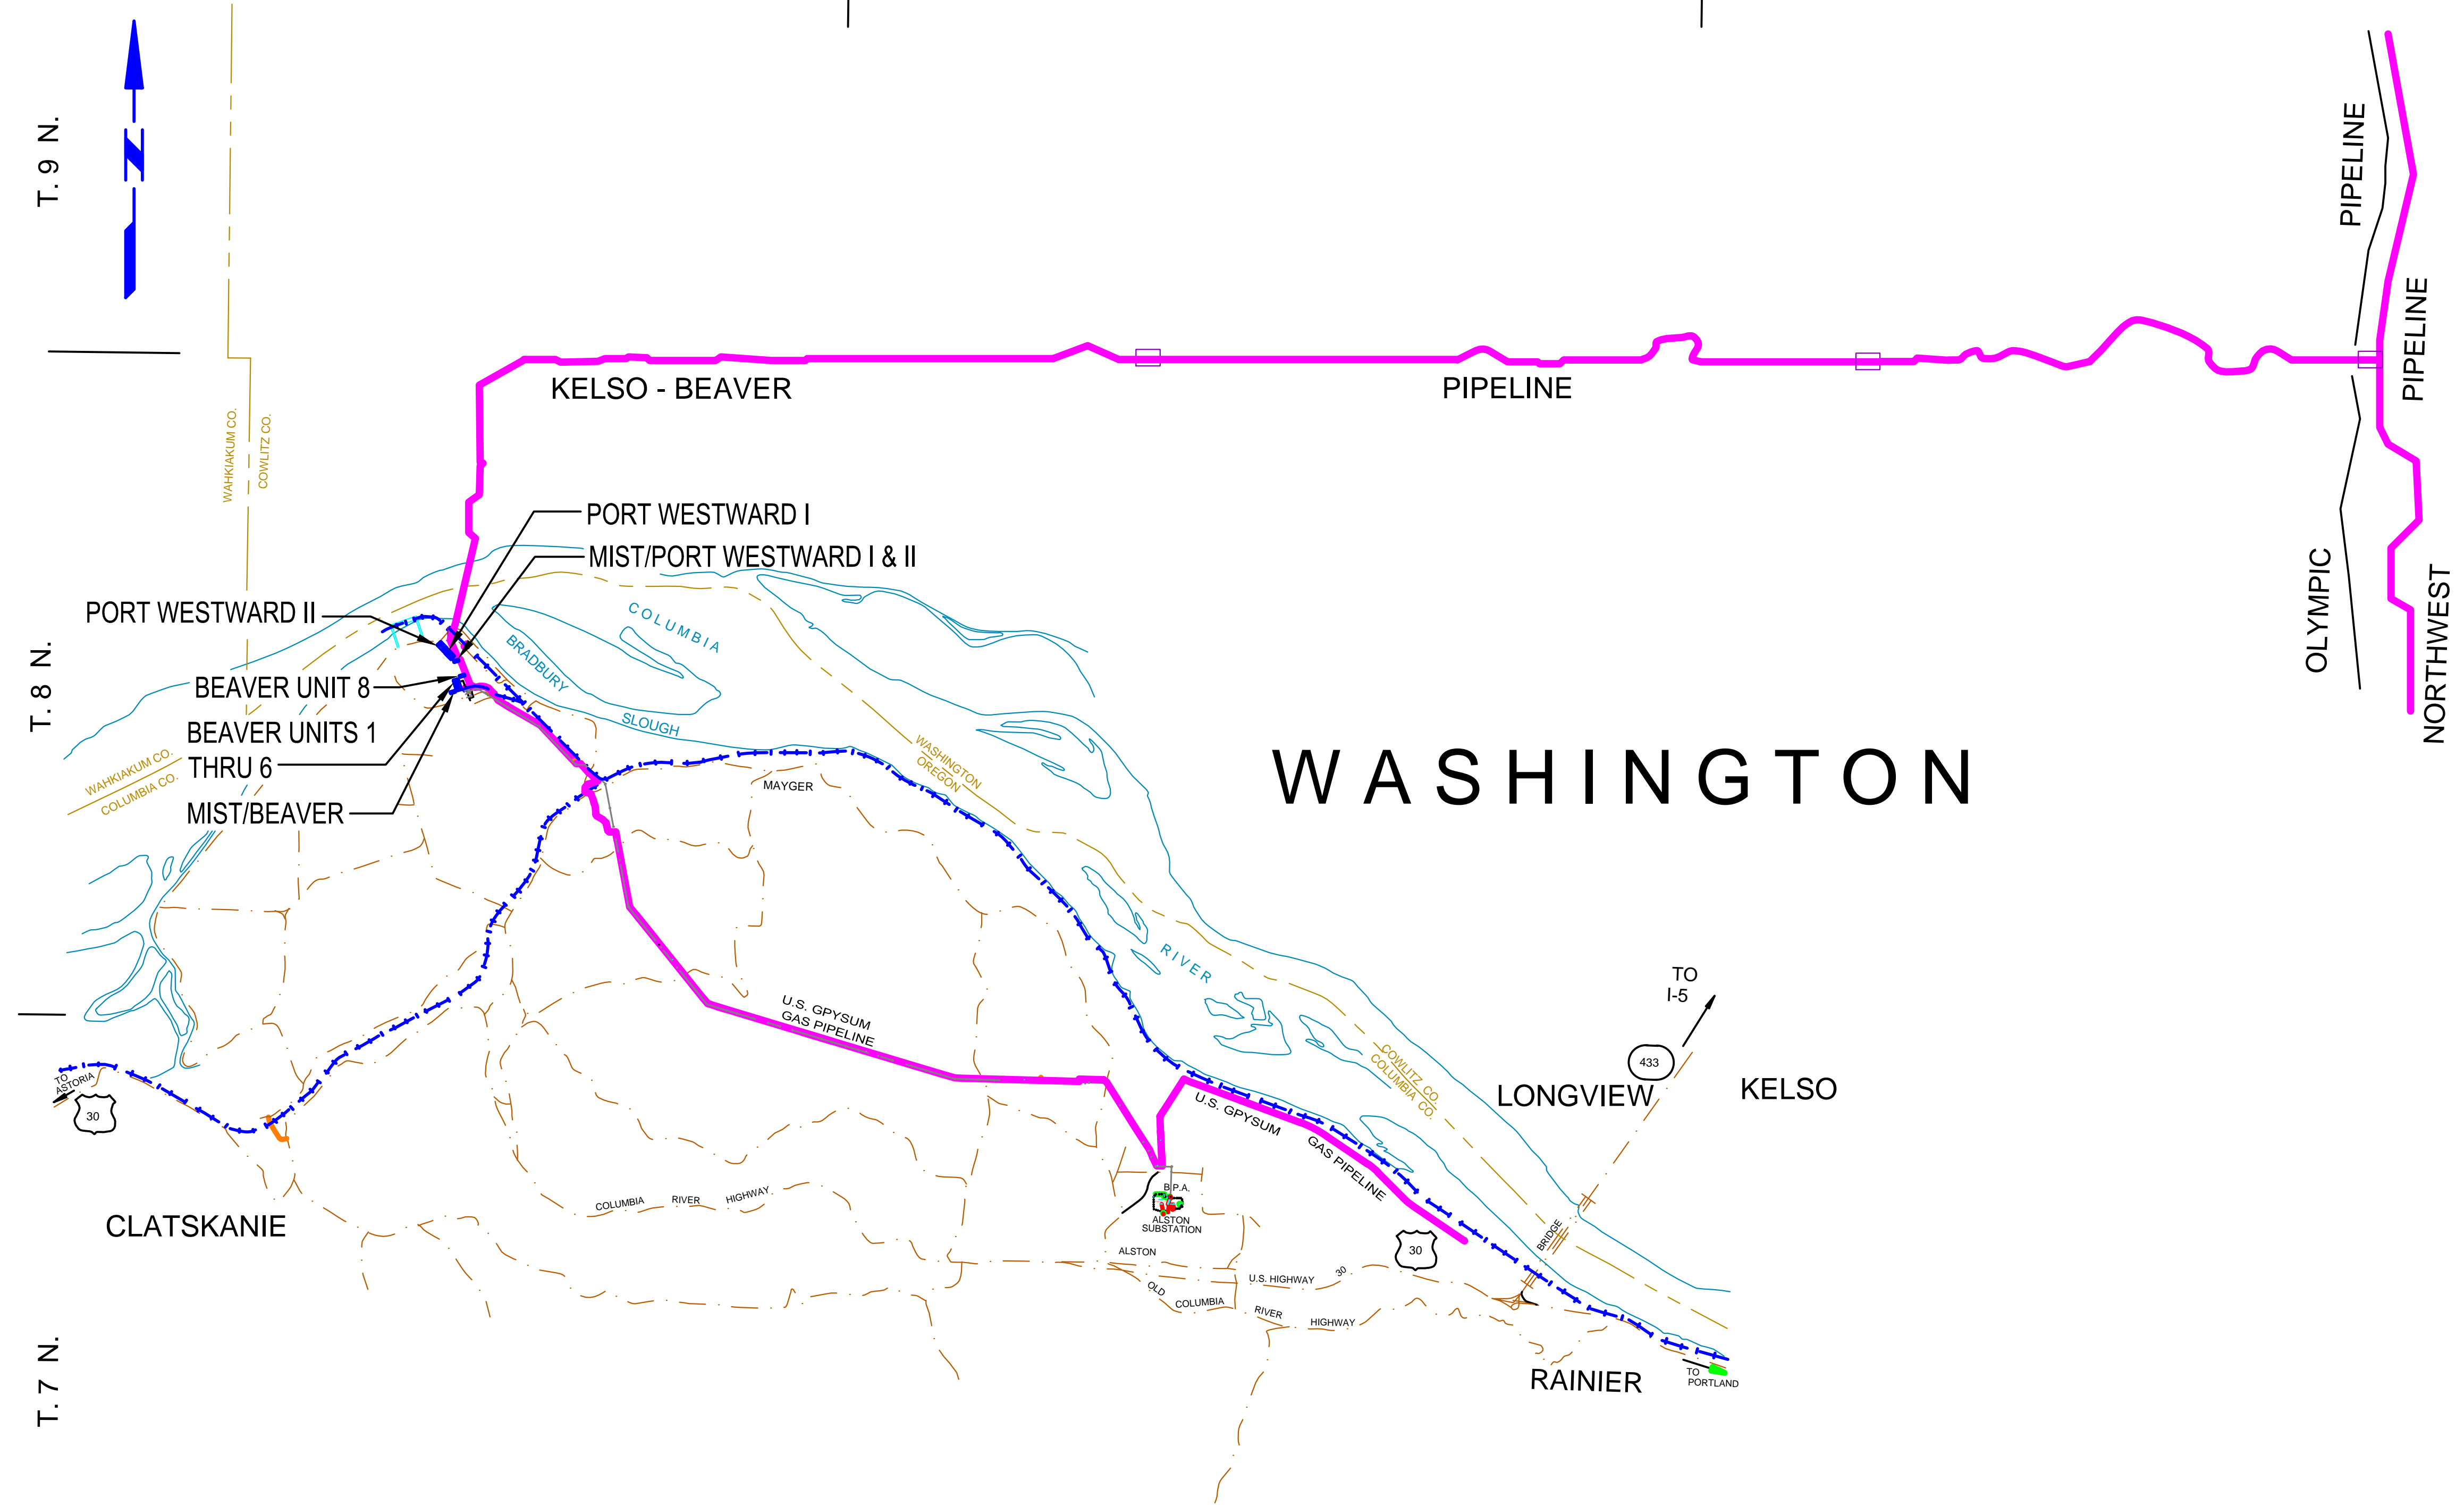 T. 9 N.
N
PIPELINE
PIPELINE
KELSO - BEAVER
PIPELINE
WAHKIAKUM CO.
COWLITZ CO.
PORT WESTWARD I
MIST/PORT WESTWARD I & II
PORT WESTWARD II
COLUMBIA
BRADBURY
SLOUGH
OLYMPIC
NORTHWEST
T. 8 N.
BEAVER UNIT 8
BEAVER UNITS 1
THRU 6
MIST/BEAVER
WAHKIAKUM CO.
COLUMBIA CO.
WASHINGTON
OREGON
MAYGER
WASHINGTON
RIVER
U.S. GPYSUM
GAS PIPELINE
TO
I-5
433
LONGVIEW
KELSO
COWLITZ CO.
COLUMBIA CO.
TO
ASTORIA
30
U.S. GPYSUM
GAS PIPELINE
CLATSKANIE
COLUMBIA RIVER HIGHWAY
B.P.A.
ALSTON
SUBSTATION
BRIDGE
30
ALSTON
U.S. HIGHWAY 30
OLD COLUMBIA RIVER HIGHWAY
T. 7 N.
RAINIER
TO
PORTLAND